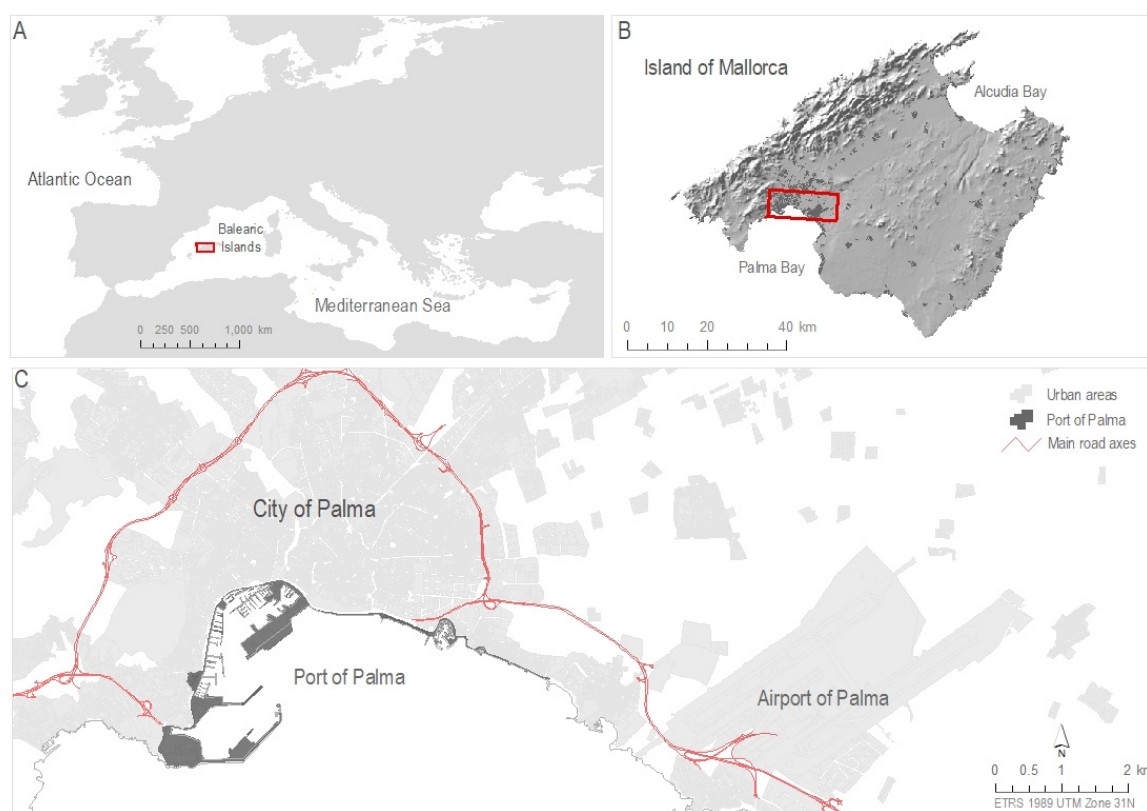 A
Atlantic Ocean
Balearic
Islands
Mediterranean Sea
0 250 500 1,000 km
B
Island of Mallorca
Alcudia Bay
Palma Bay
0 10 20 40 km
C
Urban areas
Port of Palma
Main road axes
City of Palma
Port of Palma
Airport of Palma
N
0 0.5 1 2 km
ETRS 1989 UTM Zone 31